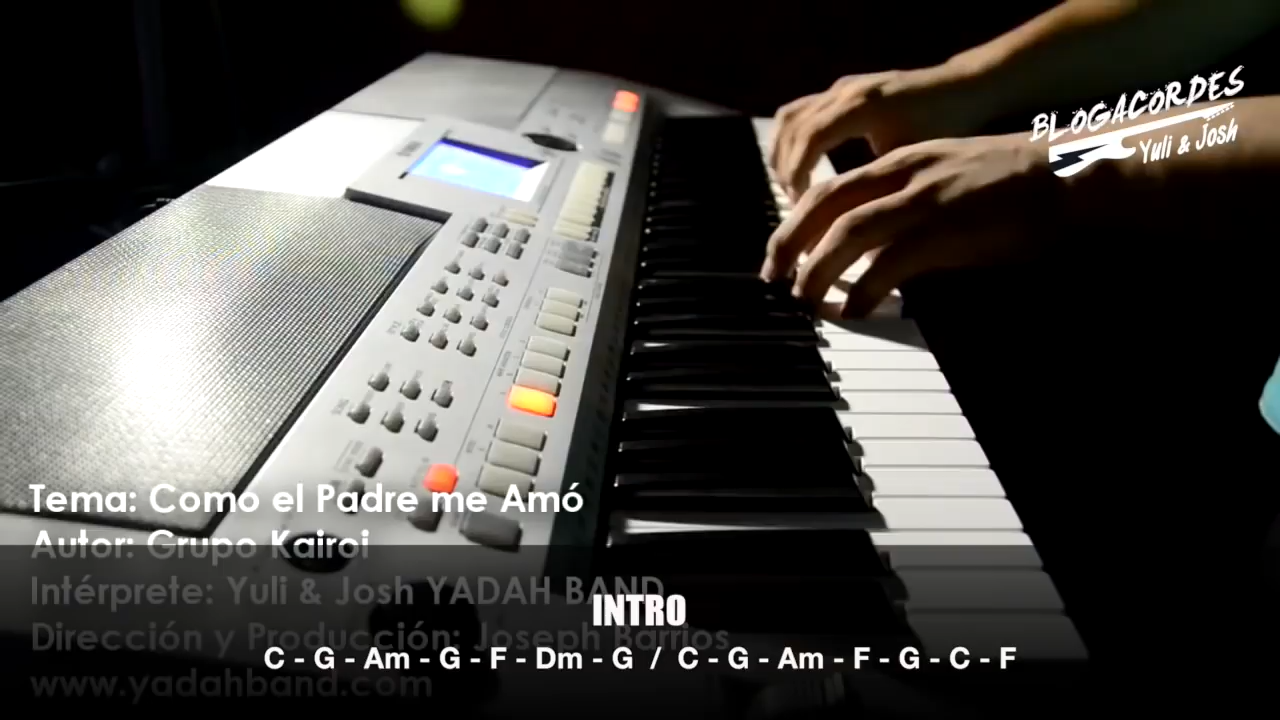 BLOGACORDES
Yuli & Josh
Tema: Como el Padre me Amó
Autor: Grupo Kairoi
Intérprete: Yuli & Josh YADAH BAND
INTRO
Dirección y Producción: Joseph Barrios
C - G - Am - G - F - Dm - G / C - G - Am - F - G - C - F
www.yadahband.com